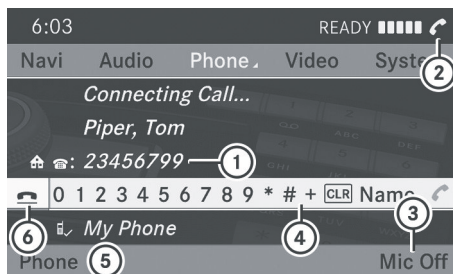 6:03 READY
Navi Audio Phone Video Syste
2
Connecting Call...
Piper, Tom
: 23456799 1
0 1 2 3 4 5 6 7 8 9 * # + CLR Name
3
6 My Phone 4
Phone 5 Mic Off